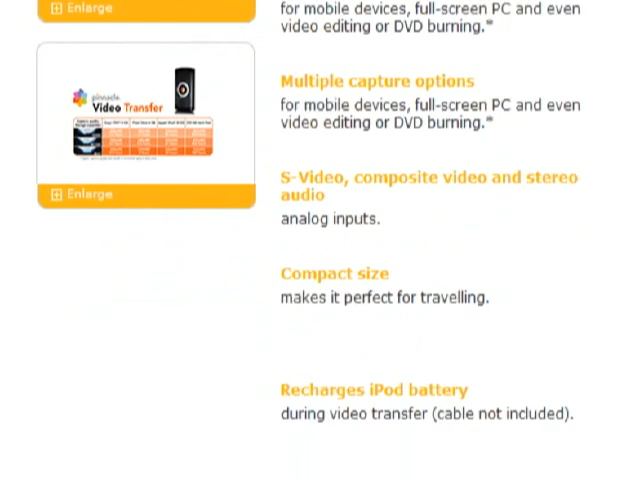 Enlarge
for mobile devices, full-screen PC and even
video editing or DVD burning.*
pinnacle
Video Transfer
Multiple capture options
for mobile devices, full-screen PC and even
video editing or DVD burning.*
S-Video, composite video and stereo
audio
analog inputs.
Enlarge
Compact size
makes it perfect for travelling.
Recharges iPod battery
during video transfer (cable not included).